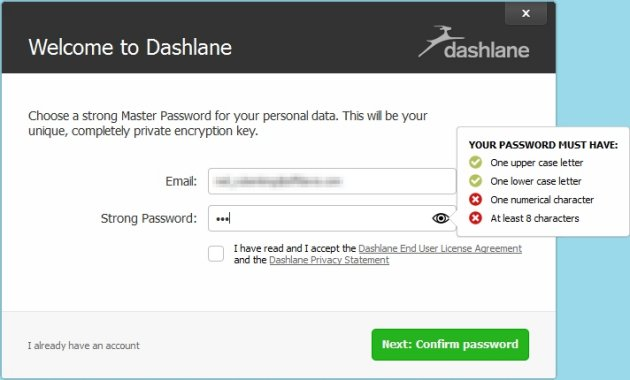 x
Welcome to Dashlane
dashlane
Choose a strong Master Password for your personal data. This will be your
unique, completely private encryption key.
YOUR PASSWORD MUST HAVE:
One upper case letter
One lower case letter
One numerical character
At least 8 characters
Email:
Strong Password: •••
I have read and I accept the Dashlane End User License Agreement
and the Dashlane Privacy Statement
I already have an account
Next: Confirm password